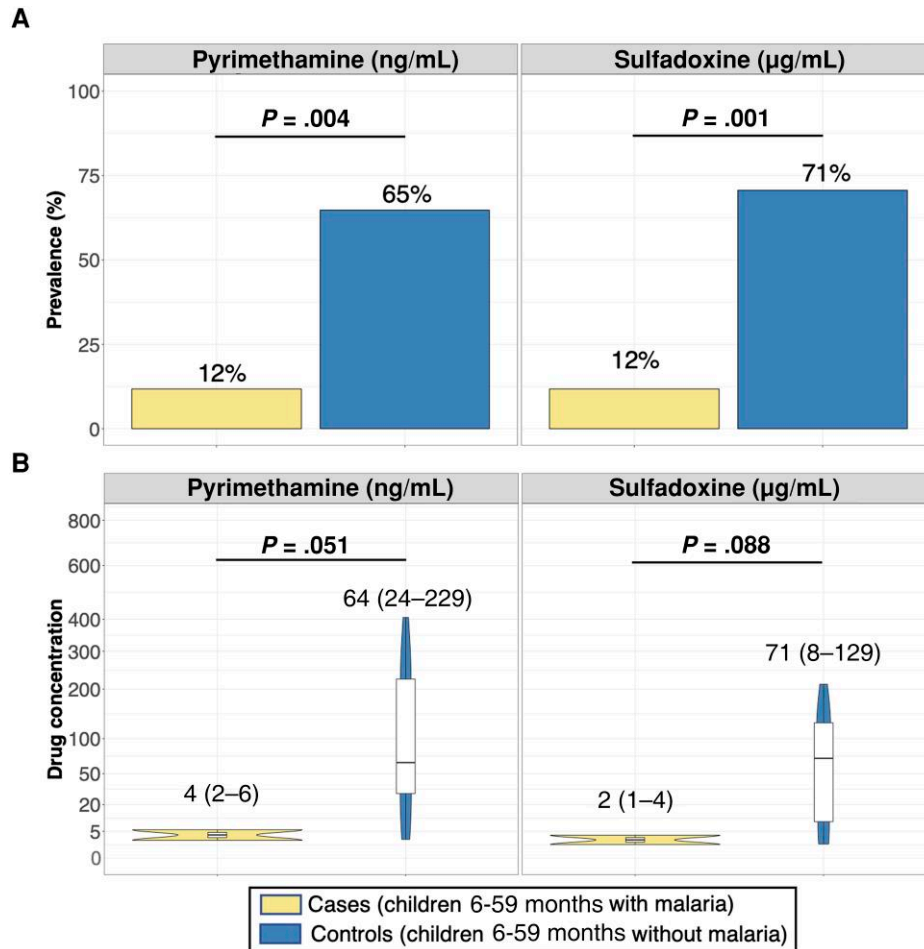 A
Pyrimethamine (ng/mL) Sulfadoxine (µg/mL)
100
P = .004 P = .001
75
65% 71%
50
Prevalence (%)
25
12% 12%
0
B
Pyrimethamine (ng/mL) Sulfadoxine (µg/mL)
800
P = .051 P = .088
600
64 (24–229)
400
71 (8–129)
300
Drug concentration
200
100
50
4 (2–6) 2 (1–4)
20
5
0
Cases (children 6-59 months with malaria)
Controls (children 6-59 months without malaria)